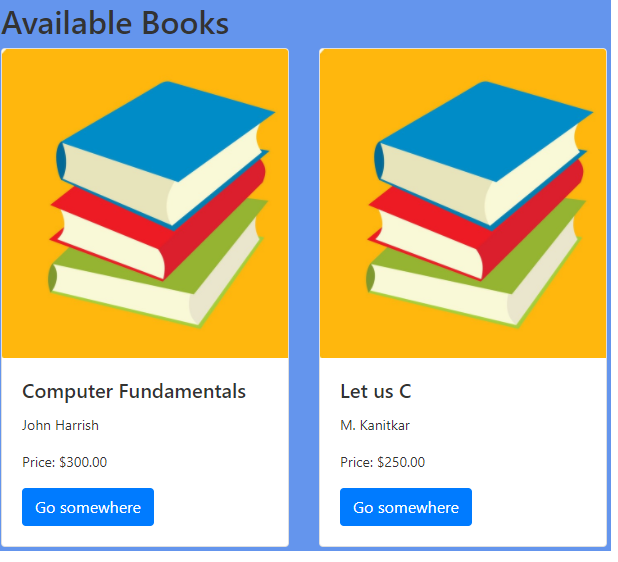 Available Books
Computer Fundamentals
John Harrish
Price: $300.00
Go somewhere
Let us C
M. Kanitkar
Price: $250.00
Go somewhere